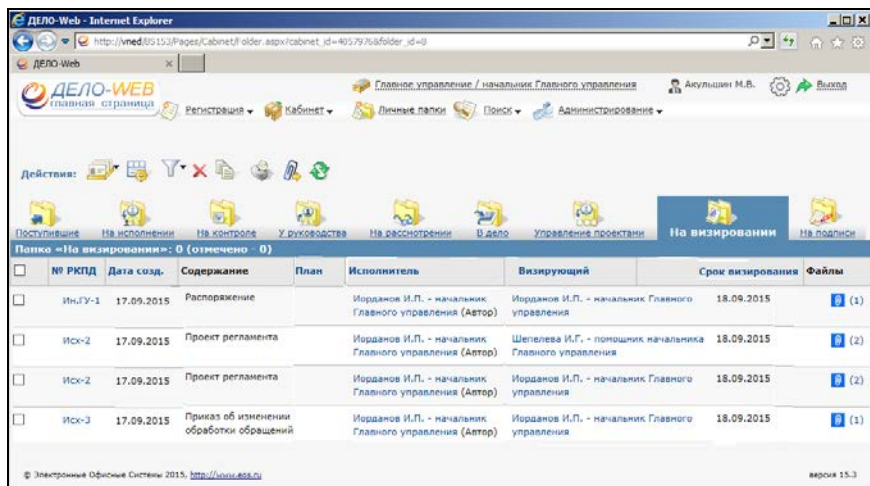 ДЕЛО-Web - Internet Explorer
http://vned/U5153/Pages/Cabinet/Folder.aspx?cabinet_id=4057976&folder_id=8
ДЕЛО-Web
ДЕЛО-WEB
главная страница
Главное управление / начальник Главного управления
Акульшин М.В.
Выход
Регистрация
Кабинет
Личные папки
Поиск
Администрирование
Действия:
Поступившие На исполнении На контроле У руководства На рассмотрении В дело Управление проектами На визировании На подписи
Папка «На визировании»: 0 (отмечено - 0)
№ РКПД Дата созд. Содержание План Исполнитель Визирующий Срок визирования Файлы
Ин.ГУ-1 17.09.2015 Распоряжение Иорданов И.П. - начальник Главного управления (Автор) Иорданов И.П. - начальник Главного управления 18.09.2015 (1)
Исх-2 17.09.2015 Проект регламента Иорданов И.П. - начальник Главного управления (Автор) Шепелева И.Г. - помощник начальника Главного управления 18.09.2015 (2)
Исх-2 17.09.2015 Проект регламента Иорданов И.П. - начальник Главного управления (Автор) Иорданов И.П. - начальник Главного управления 18.09.2015 (2)
Исх-3 17.09.2015 Приказ об изменении обработки обращений Иорданов И.П. - начальник Главного управления (Автор) Иорданов И.П. - начальник Главного управления 18.09.2015 (1)
© Электронные Офисные Системы 2015, http://www.eos.ru
версия 15.3